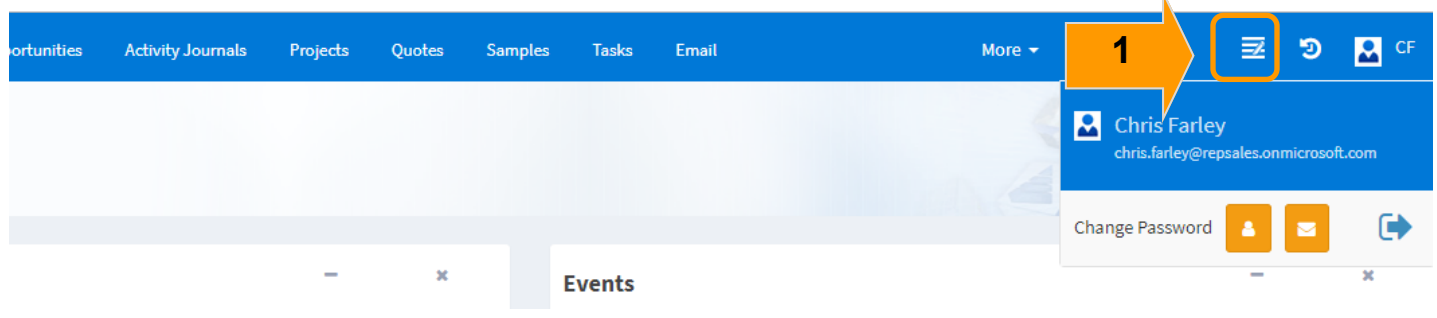 ortunities Activity Journals Projects Quotes Samples Tasks Email More 1 CF
Chris Farley
chris.farley@repsales.onmicrosoft.com
Change Password
Events